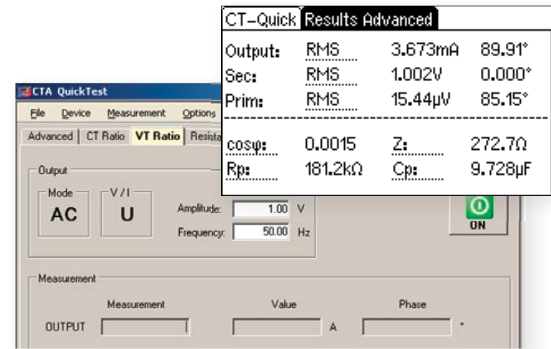 CT-Quick Results Advanced
Output: RMS 3.673mA 89.91°
Sec: RMS 1.002V 0.000°
Prim: RMS 15.44µV 85.15°
cosφ: 0.0015 Z: 272.7Ω
Rp: 181.2kΩ Cp: 9.728µF
CTA QuickTest
File Device Measurement Options
Advanced CT Ratio VT Ratio Resista
Output
Mode V / I
AC U
Amplitude: 1.00 V
Frequency: 50.00 Hz
ON
Measurement
Measurement Value Phase
OUTPUT A °